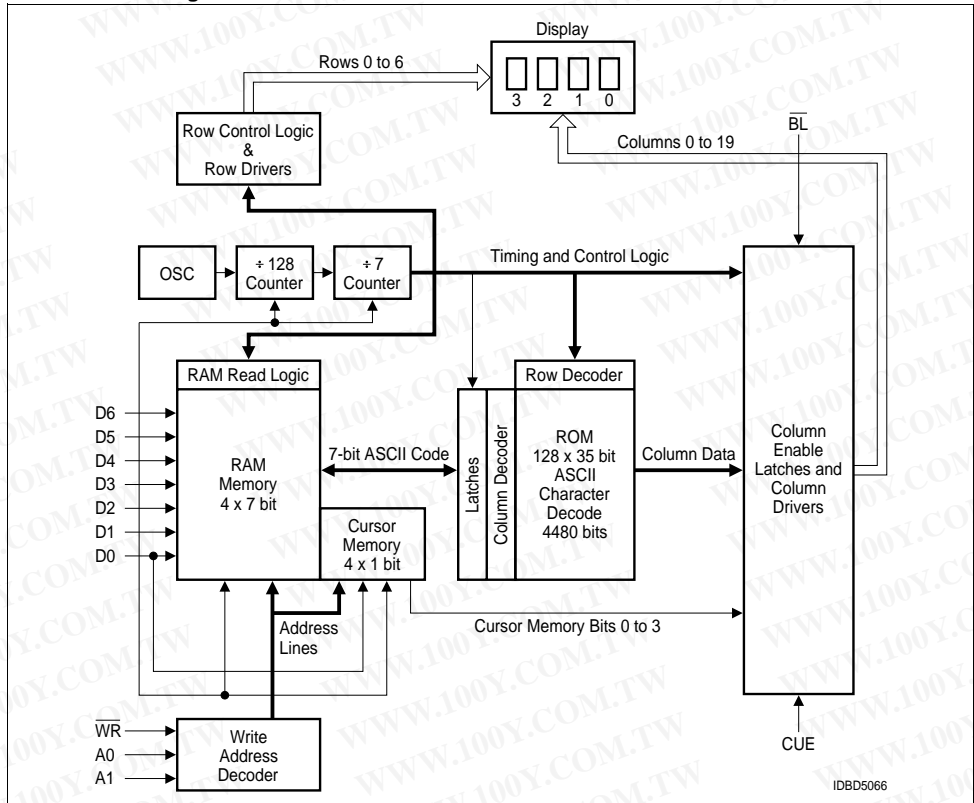 Display
3 2 1 0
Rows 0 to 6
Columns 0 to 19
B̅L̅
Row Control Logic
&
Row Drivers
OSC
÷ 128
Counter
÷ 7
Counter
Timing and Control Logic
RAM Read Logic
Row Decoder
D6
D5
D4
D3
D2
D1
D0
RAM
Memory
4 x 7 bit
7-bit ASCII Code
Latches
Column Decoder
ROM
128 x 35 bit
ASCII
Character
Decode
4480 bits
Column Data
Column
Enable
Latches and
Column
Drivers
Cursor
Memory
4 x 1 bit
Address
Lines
Cursor Memory Bits 0 to 3
W̅R̅
A0
A1
Write
Address
Decoder
CUE
IDBD5066
WWW.100Y.COM.TW